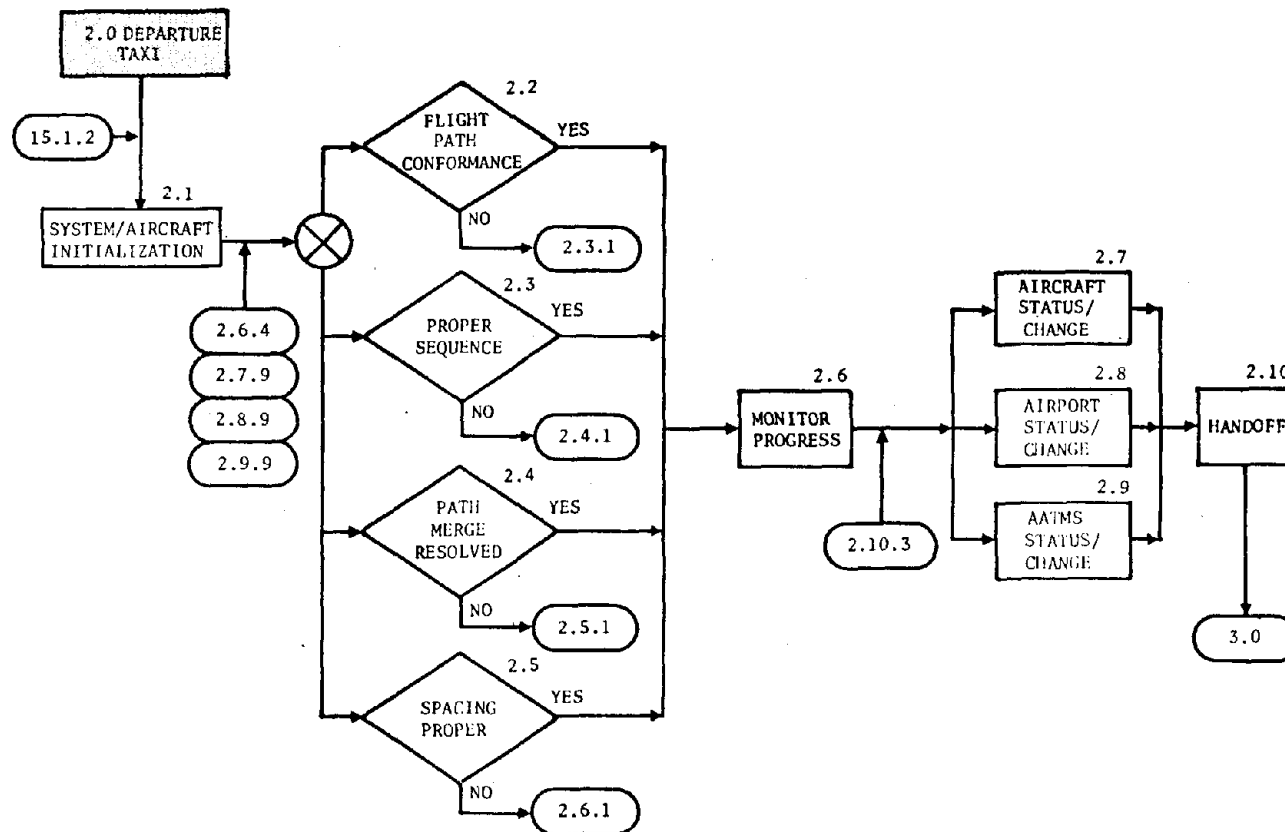 2.0 DEPARTURE
TAXI
15.1.2
2.1
SYSTEM/AIRCRAFT
INITIALIZATION
2.6.4
2.7.9
2.8.9
2.9.9
2.2
FLIGHT
PATH
CONFORMANCE
YES
NO
2.3.1
2.3
PROPER
SEQUENCE
YES
NO
2.4.1
2.4
PATH
MERGE
RESOLVED
YES
NO
2.5.1
2.5
SPACING
PROPER
YES
NO
2.6.1
2.6
MONITOR
PROGRESS
2.10.3
2.7
AIRCRAFT
STATUS/
CHANGE
2.8
AIRPORT
STATUS/
CHANGE
2.9
AATMS
STATUS/
CHANGE
2.10
HANDOFF
3.0